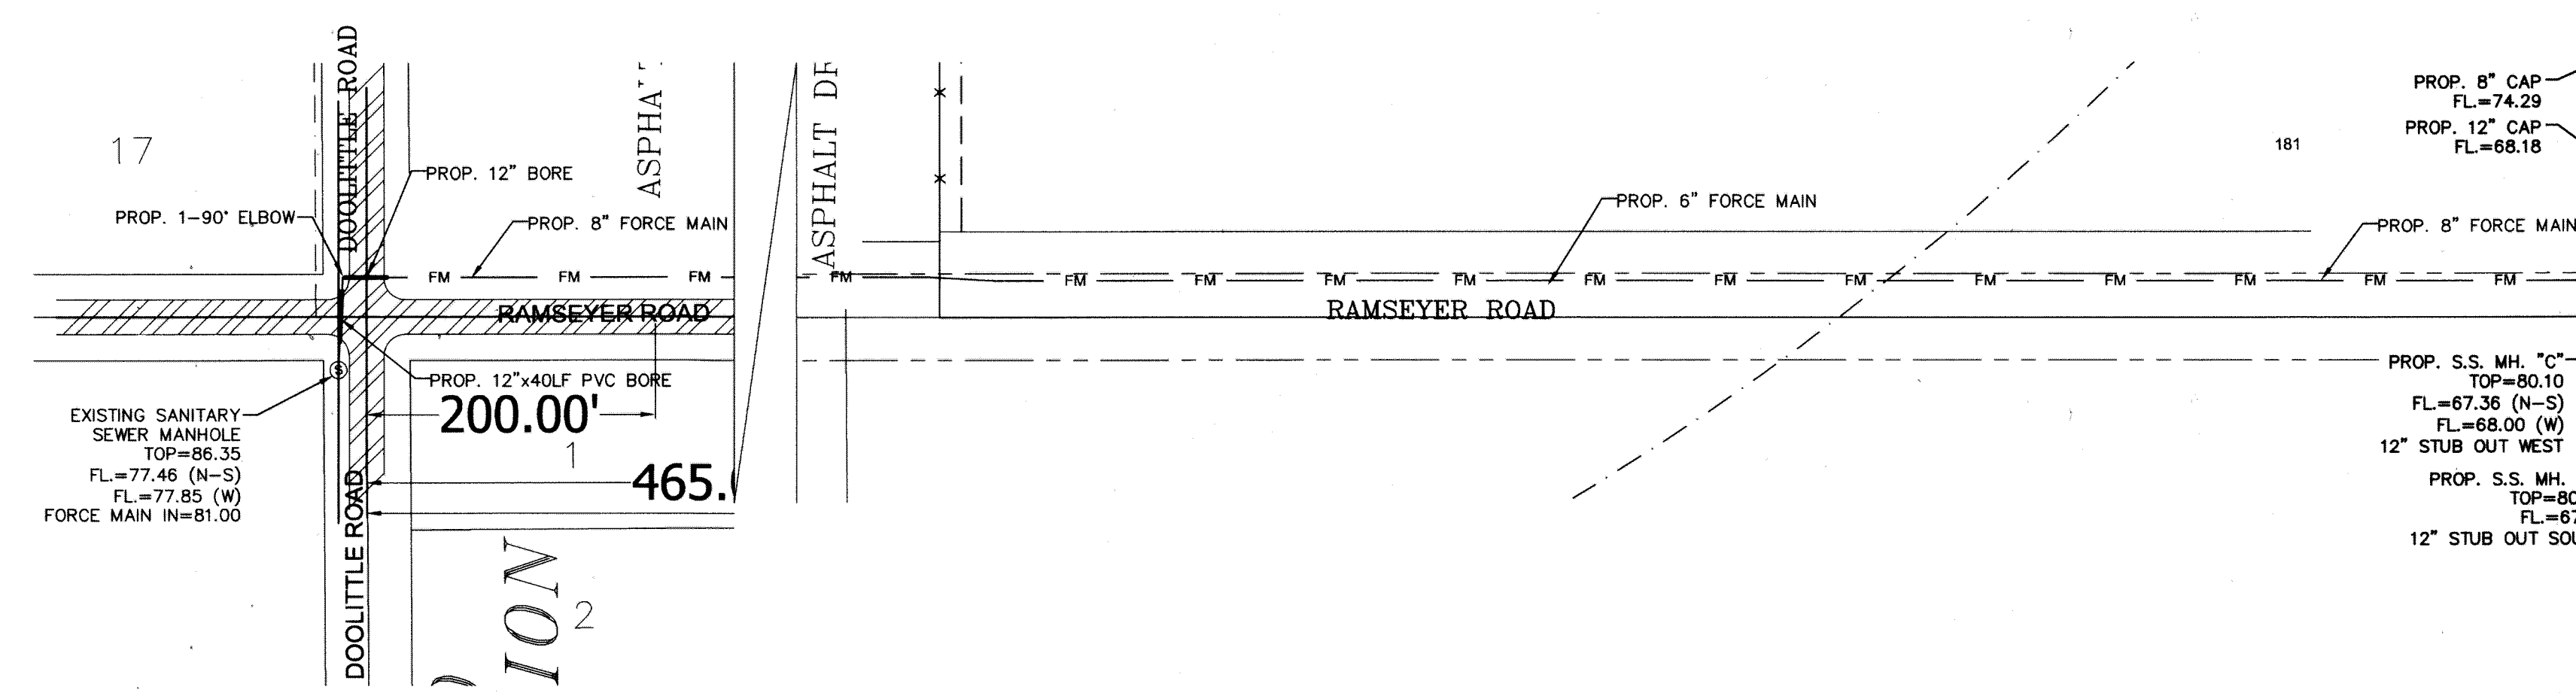 DOOLITTLE ROAD
17
PROP. 12" BORE
PROP. 1-90° ELBOW
PROP. 8" FORCE MAIN
ASPHALT DR
PROP. 6" FORCE MAIN
181
PROP. 8" CAP
FL.=74.29
PROP. 12" CAP
FL.=68.18
PROP. 8" FORCE MAIN
FM FM FM FM FM FM FM FM FM FM FM FM FM FM FM FM
RAMSEYER ROAD
RAMSEYER ROAD
S
PROP. 12"x40LF PVC BORE
200.00'
1
465.
EXISTING SANITARY
SEWER MANHOLE
TOP=86.35
FL.=77.46 (N-S)
FL.=77.85 (W)
FORCE MAIN IN=81.00
DOOLITTLE ROAD
ION
2
PROP. S.S. MH. "C"
TOP=80.10
FL.=67.36 (N-S)
FL.=68.00 (W)
12" STUB OUT WEST
PROP. S.S. MH.
TOP=80
FL.=67
12" STUB OUT SOU